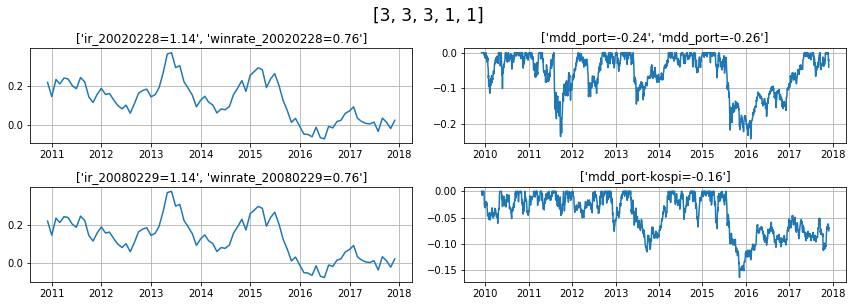 [3, 3, 3, 1, 1]
['ir_20020228=1.14', 'winrate_20020228=0.76']
0.2
0.0
2011 2012 2013 2014 2015 2016 2017 2018
['mdd_port=-0.24', 'mdd_port=-0.26']
0.0
−0.1
−0.2
2010 2011 2012 2013 2014 2015 2016 2017 2018
['ir_20080229=1.14', 'winrate_20080229=0.76']
0.2
0.0
2011 2012 2013 2014 2015 2016 2017 2018
['mdd_port-kospi=-0.16']
0.00
−0.05
−0.10
−0.15
2010 2011 2012 2013 2014 2015 2016 2017 2018